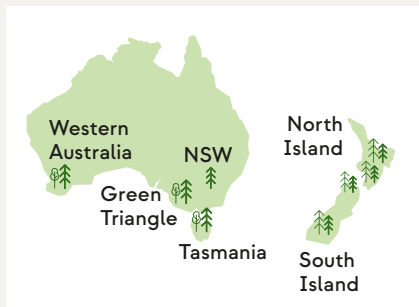 Western
Australia
NSW
Green
Triangle
Tasmania
North
Island
South
Island